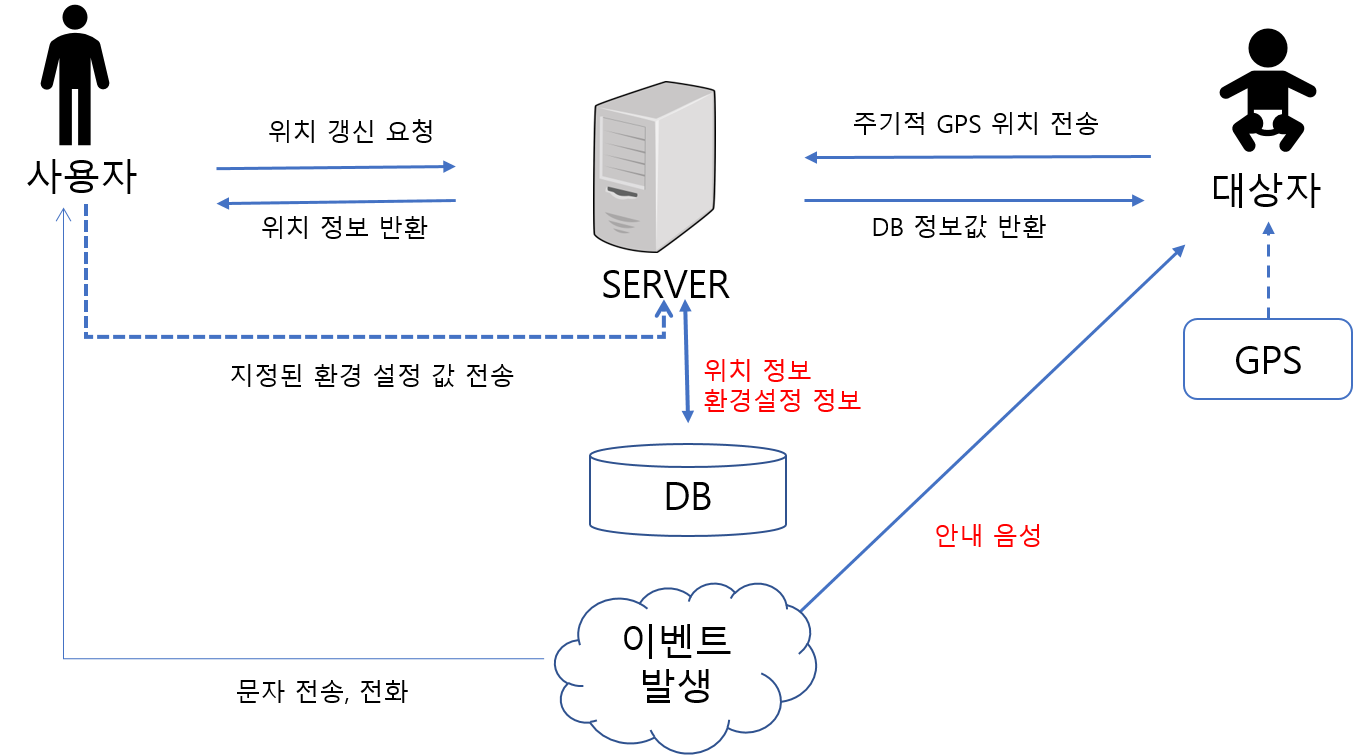 위치 갱신 요청
주기적 GPS 위치 전송
사용자
대상자
위치 정보 반환
DB 정보값 반환
SERVER
지정된 환경 설정 값 전송
위치 정보
환경설정 정보
GPS
DB
안내 음성
이벤트
발생
문자 전송, 전화